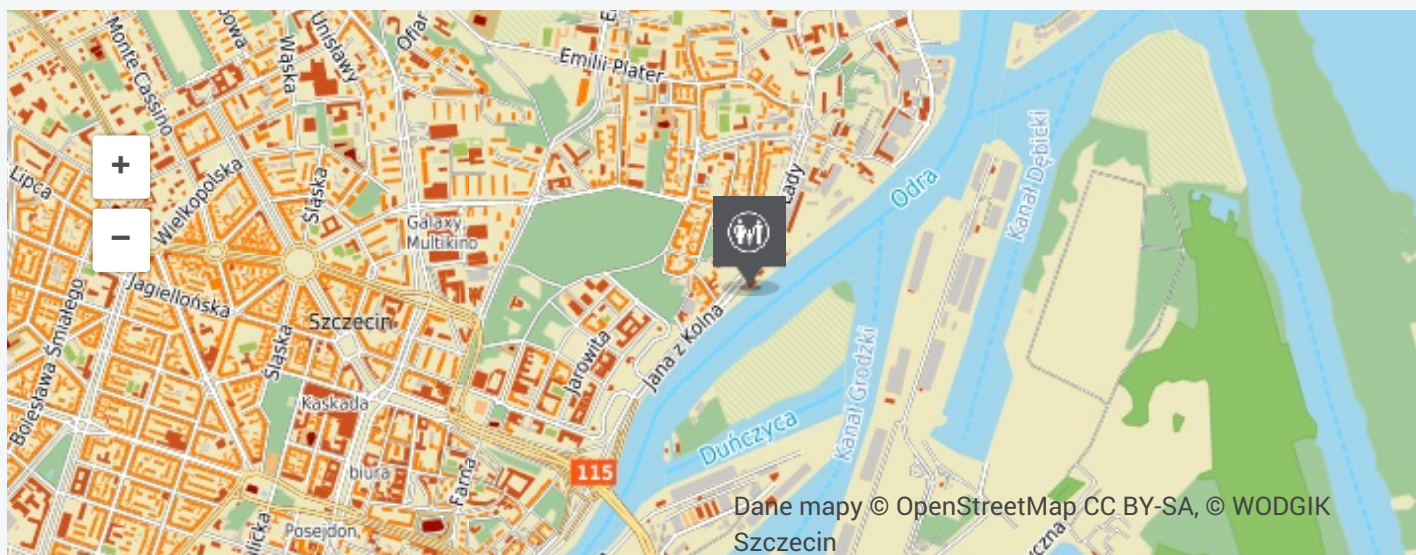 Monte Cassino
Wąska
Unisławy
Ofiar
Emilii Plater
Lipca
Wielkopolska
Śląska
Galaxy,
Multikino
Odra
Kanał Dębicki
Jagiellońska
Szczecin
Bolesława Śmiałego
Śląska
Jarowita
Jana z Kolna
Kanał Grodzki
Kaskada
Duńczyca
biura
Farna
115
Posejdon,
Dane mapy © OpenStreetMap CC BY-SA, © WODGIK
Szczecin
+
−